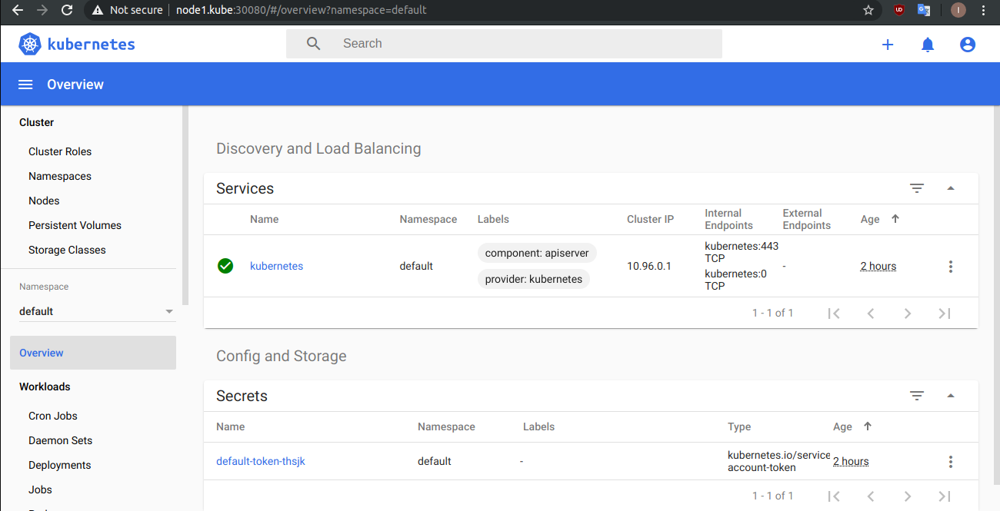 Not secure node1.kube:30080/#/overview?namespace=default
UD
G
I
kubernetes
Search
Overview
Cluster
Cluster Roles
Namespaces
Nodes
Persistent Volumes
Storage Classes
Namespace
default
Overview
Workloads
Cron Jobs
Daemon Sets
Deployments
Jobs
Discovery and Load Balancing
Services
Name Namespace Labels Cluster IP Internal Endpoints External Endpoints Age
kubernetes default component: apiserver 10.96.0.1 kubernetes:443 TCP - 2 hours
provider: kubernetes kubernetes:0 TCP
1 - 1 of 1
Config and Storage
Secrets
Name Namespace Labels Type Age
default-token-thsjk default - kubernetes.io/service account-token 2 hours
1 - 1 of 1